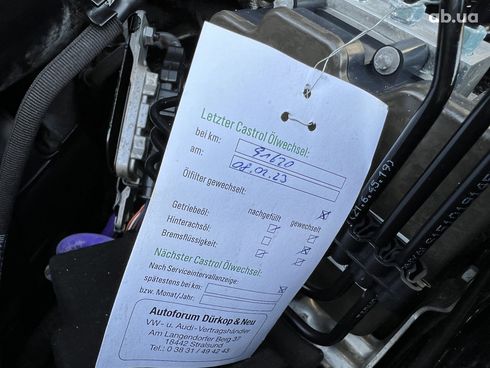 ab.ua
Letzter Castrol Ölwechsel:
bei km: 91620
am: 08.02.23
Ölfilter gewechselt:
nachgefüllt gewechselt
Getriebeöl:
Hinterachsöl:
Bremsflüssigkeit:
Nächster Castrol Ölwechsel:
Nach Serviceintervallanzeige:
spätestens bei km:
bzw. Monat/Jahr:
Autoforum Dürkop & Neu
VW- u. Audi-Vertragshändler
Am Langendorfer Berg 37
18442 Stralsund
Tel.: 0 38 31 / 49 42 43